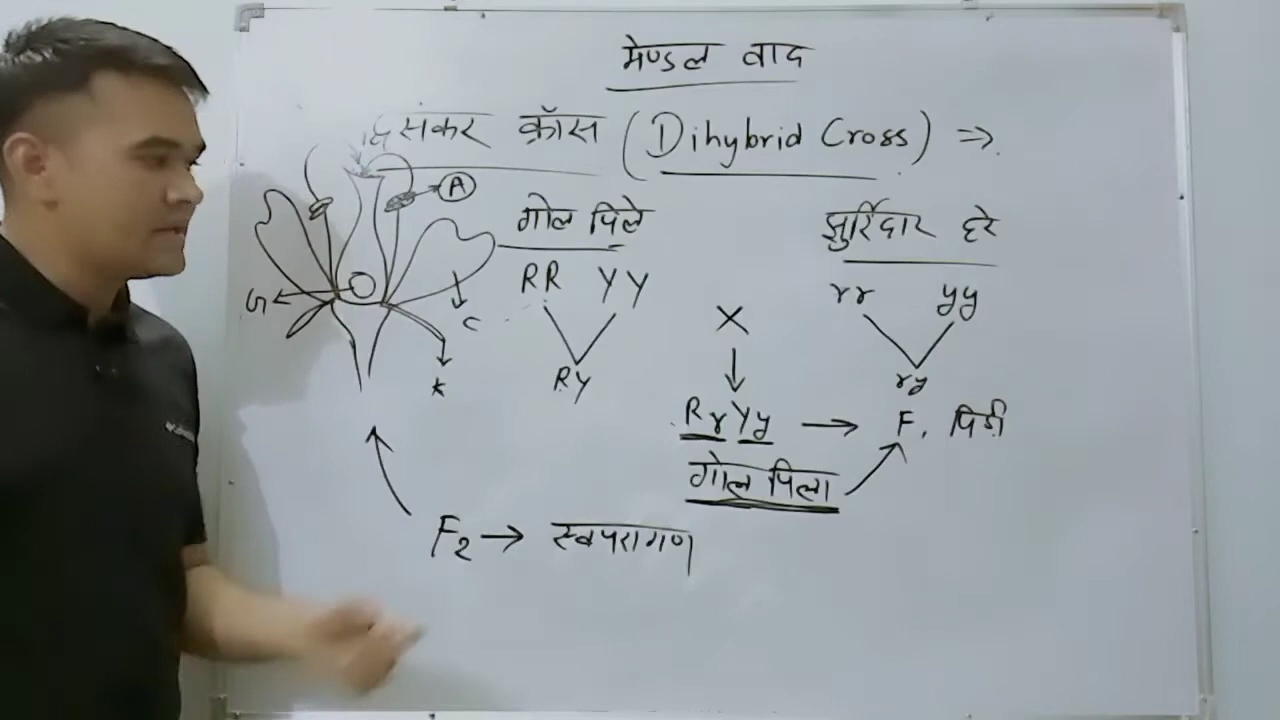 मेण्डल वाद
द्विसंकर क्रॉस (Dihybrid Cross) ⇒
A
गोल पिले
झुर्रिदार हरे
RR YY
rr yy
G
C
K
×
↓
RY
ry
RrYy → F1 पिढी
गोल पिला
F2 → स्वपरागण